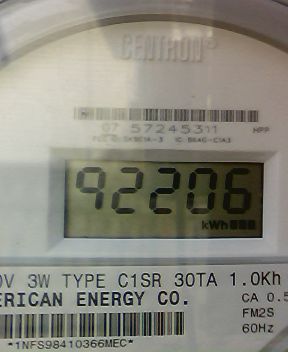 CENTRON®
07 57245311 HPP
92206
kWh
0V 3W TYPE C1SR 30TA 1.0Kh
ERICAN ENERGY CO. CA 0.5
FM2S
60Hz
*1NFS98410366MEC*